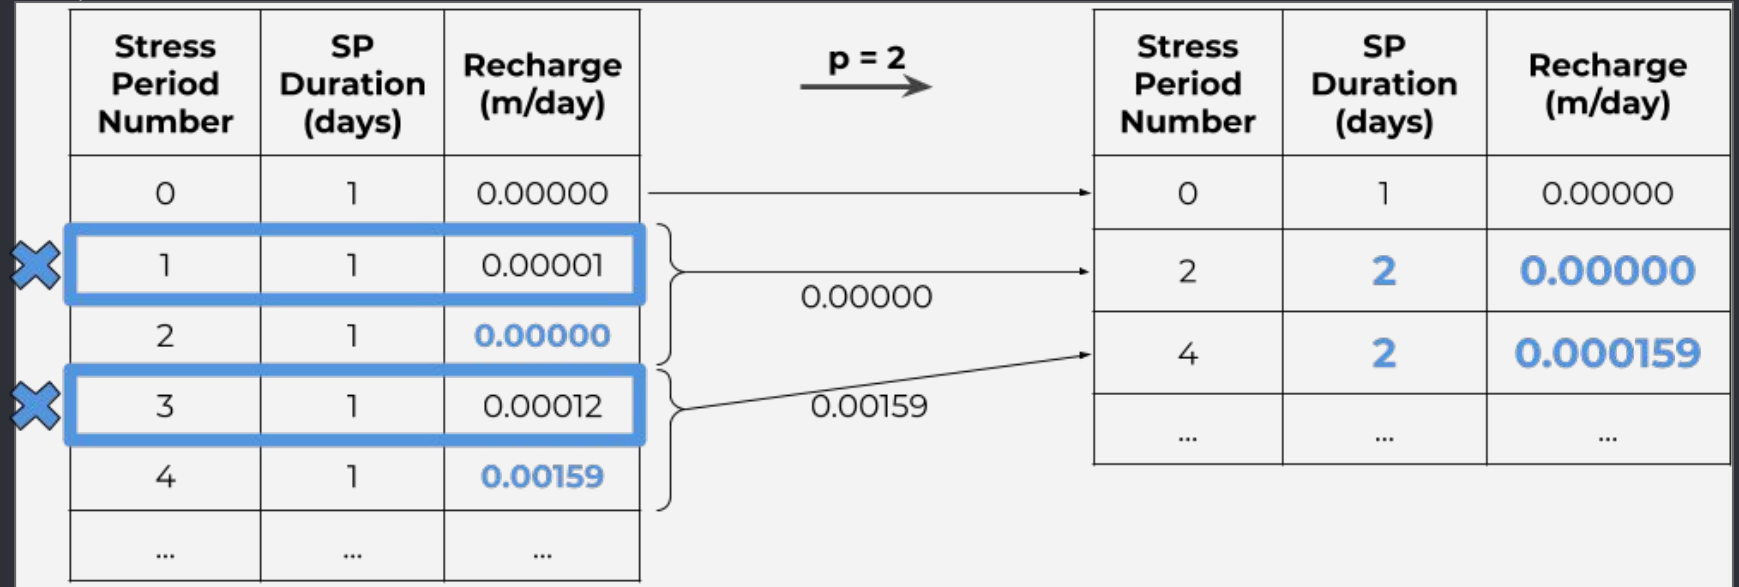 Stress Period Number | SP Duration (days) | Recharge (m/day)
0 | 1 | 0.00000
1 | 1 | 0.00001
2 | 1 | 0.00000
3 | 1 | 0.00012
4 | 1 | 0.00159
... | ... | ...
p = 2
0.00000
0.00159
Stress Period Number | SP Duration (days) | Recharge (m/day)
0 | 1 | 0.00000
2 | 2 | 0.00000
4 | 2 | 0.000159
... | ... | ...